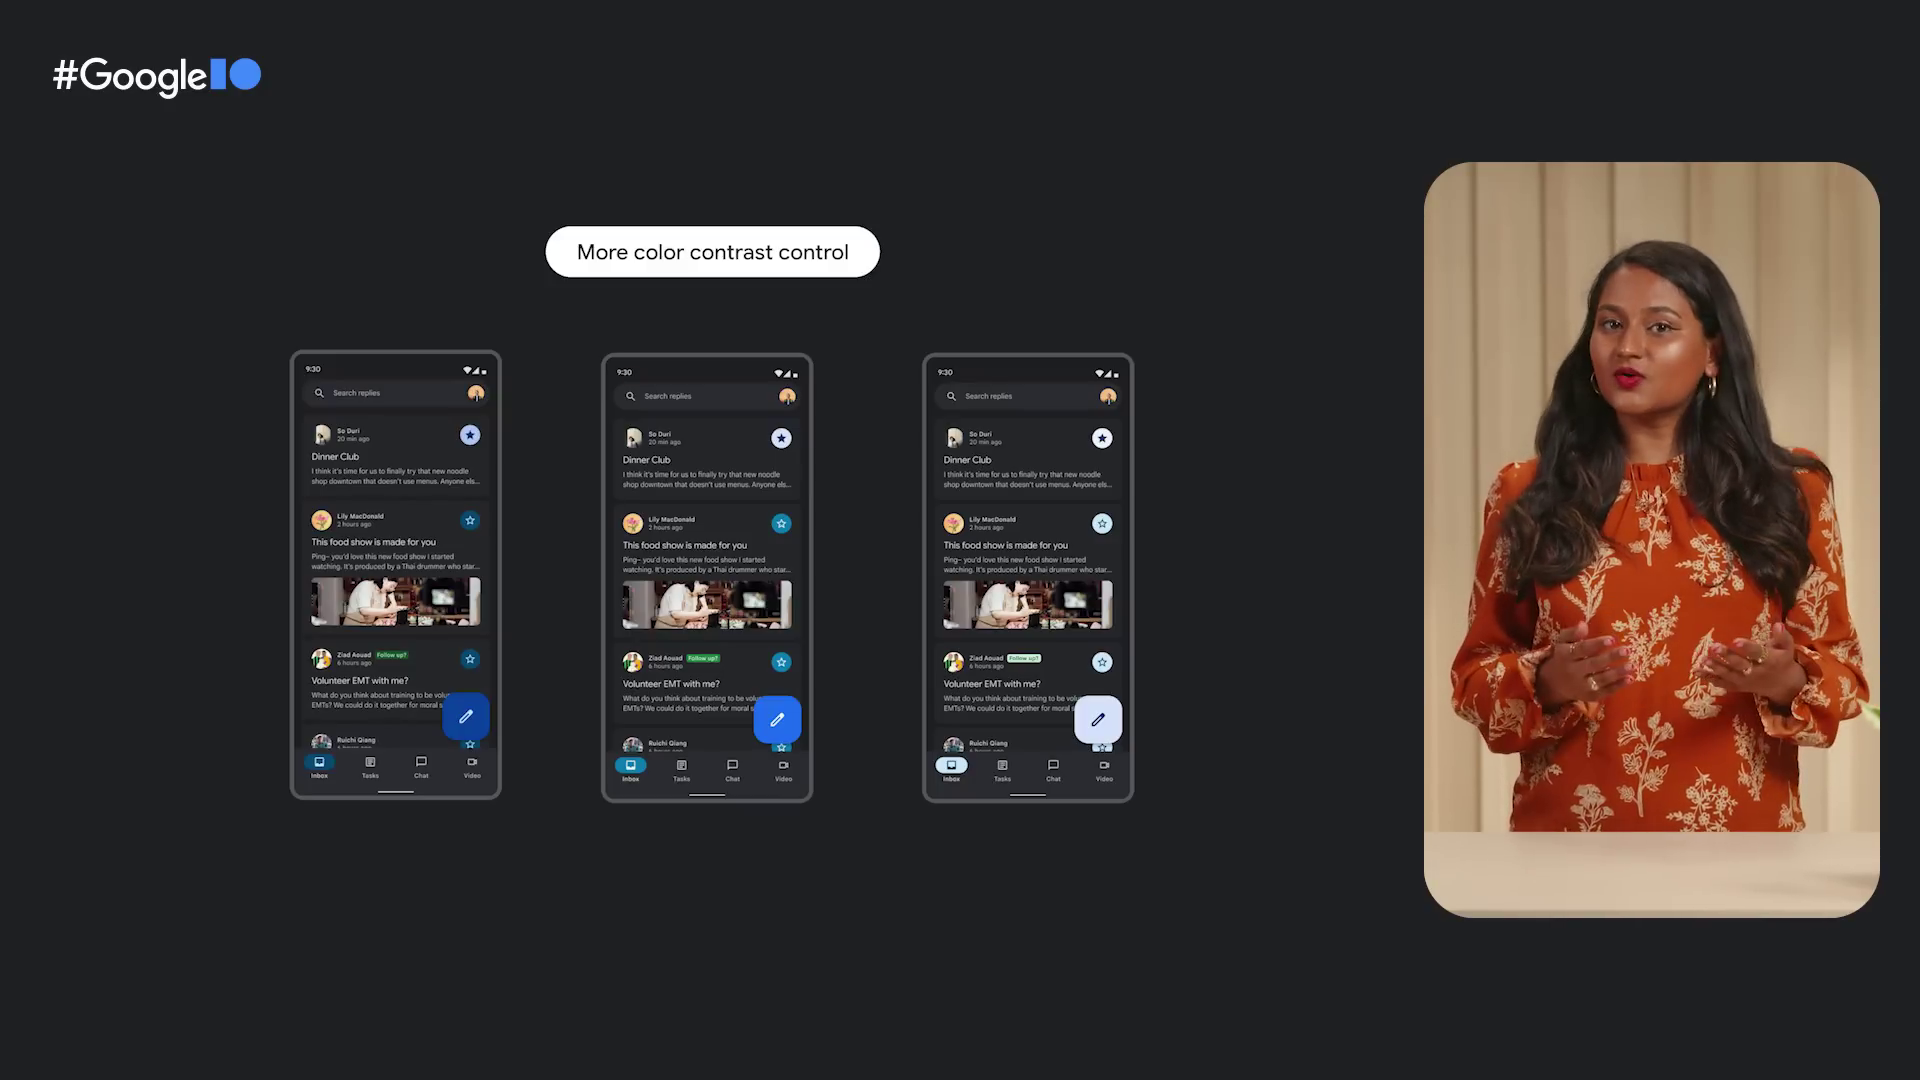 #GoogleIO
More color contrast control
9:30
Search replies
So Duri
20 min ago
Dinner Club
I think it's time for us to finally try that new noodle
shop downtown that doesn't use menus. Anyone els...
Lily MacDonald
2 hours ago
This food show is made for you
Ping– you'd love this new food show I started
watching. It's produced by a Thai drummer who star...
Ziad Aouad Follow up?
6 hours ago
Volunteer EMT with me?
What do you think about training to be volu
EMTs? We could do it together for moral s
Ruichi Qiang
Inbox Tasks Chat Video
9:30
Search replies
So Duri
20 min ago
Dinner Club
I think it's time for us to finally try that new noodle
shop downtown that doesn't use menus. Anyone els...
Lily MacDonald
2 hours ago
This food show is made for you
Ping– you'd love this new food show I started
watching. It's produced by a Thai drummer who star...
Ziad Aouad Follow up?
6 hours ago
Volunteer EMT with me?
What do you think about training to be volu
EMTs? We could do it together for moral s
Ruichi Qiang
Inbox Tasks Chat Video
9:30
Search replies
So Duri
20 min ago
Dinner Club
I think it's time for us to finally try that new noodle
shop downtown that doesn't use menus. Anyone els...
Lily MacDonald
2 hours ago
This food show is made for you
Ping– you'd love this new food show I started
watching. It's produced by a Thai drummer who star...
Ziad Aouad Follow up?
6 hours ago
Volunteer EMT with me?
What do you think about training to be volu
EMTs? We could do it together for moral s
Ruichi Qiang
Inbox Tasks Chat Video